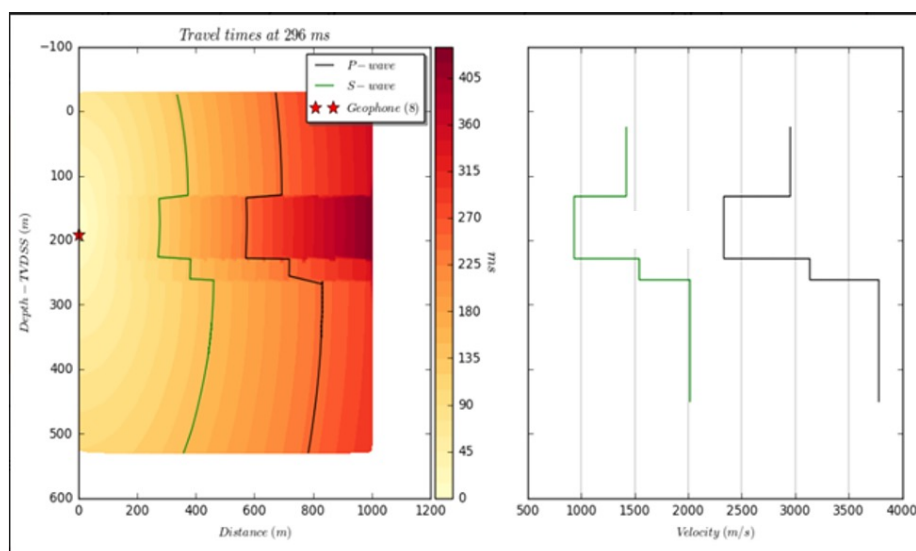 Travel times at 296 ms
P - wave
S - wave
Geophone (8)
−100
0
100
200
300
400
500
600
Depth - TVDSS (m)
0 200 400 600 800 1000 1200
Distance (m)
405
360
315
270
225
180
135
90
45
0
ms
500 1000 1500 2000 2500 3000 3500 4000
Velocity (m/s)